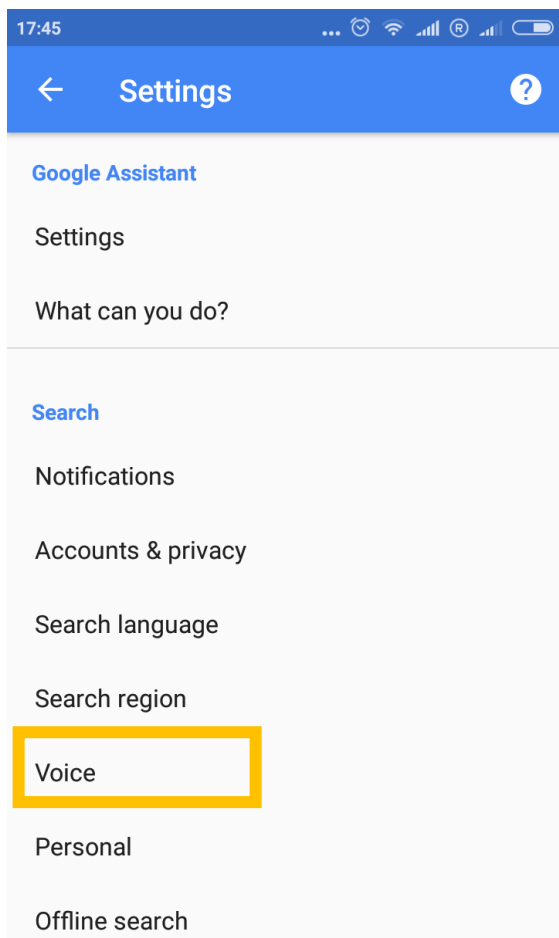 17:45
Settings
Google Assistant
Settings
What can you do?
Search
Notifications
Accounts & privacy
Search language
Search region
Voice
Personal
Offline search